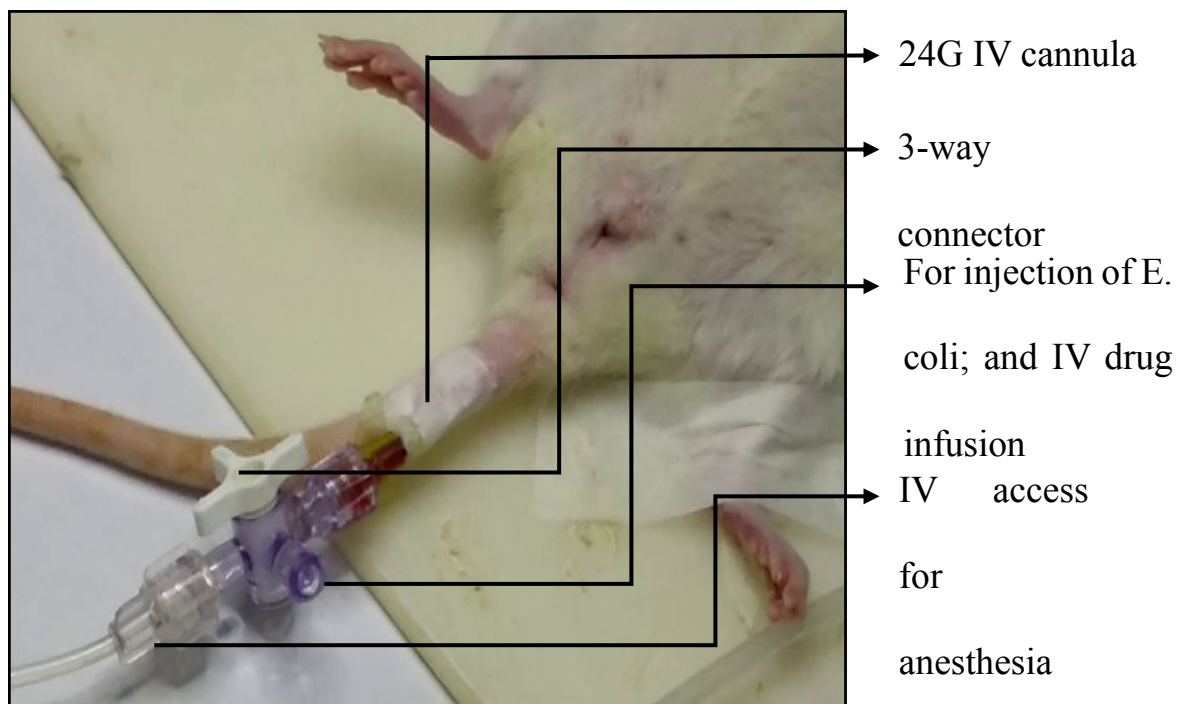 24G IV cannula
3-way
connector
For injection of E.
coli; and IV drug
infusion
IV access
for
anesthesia